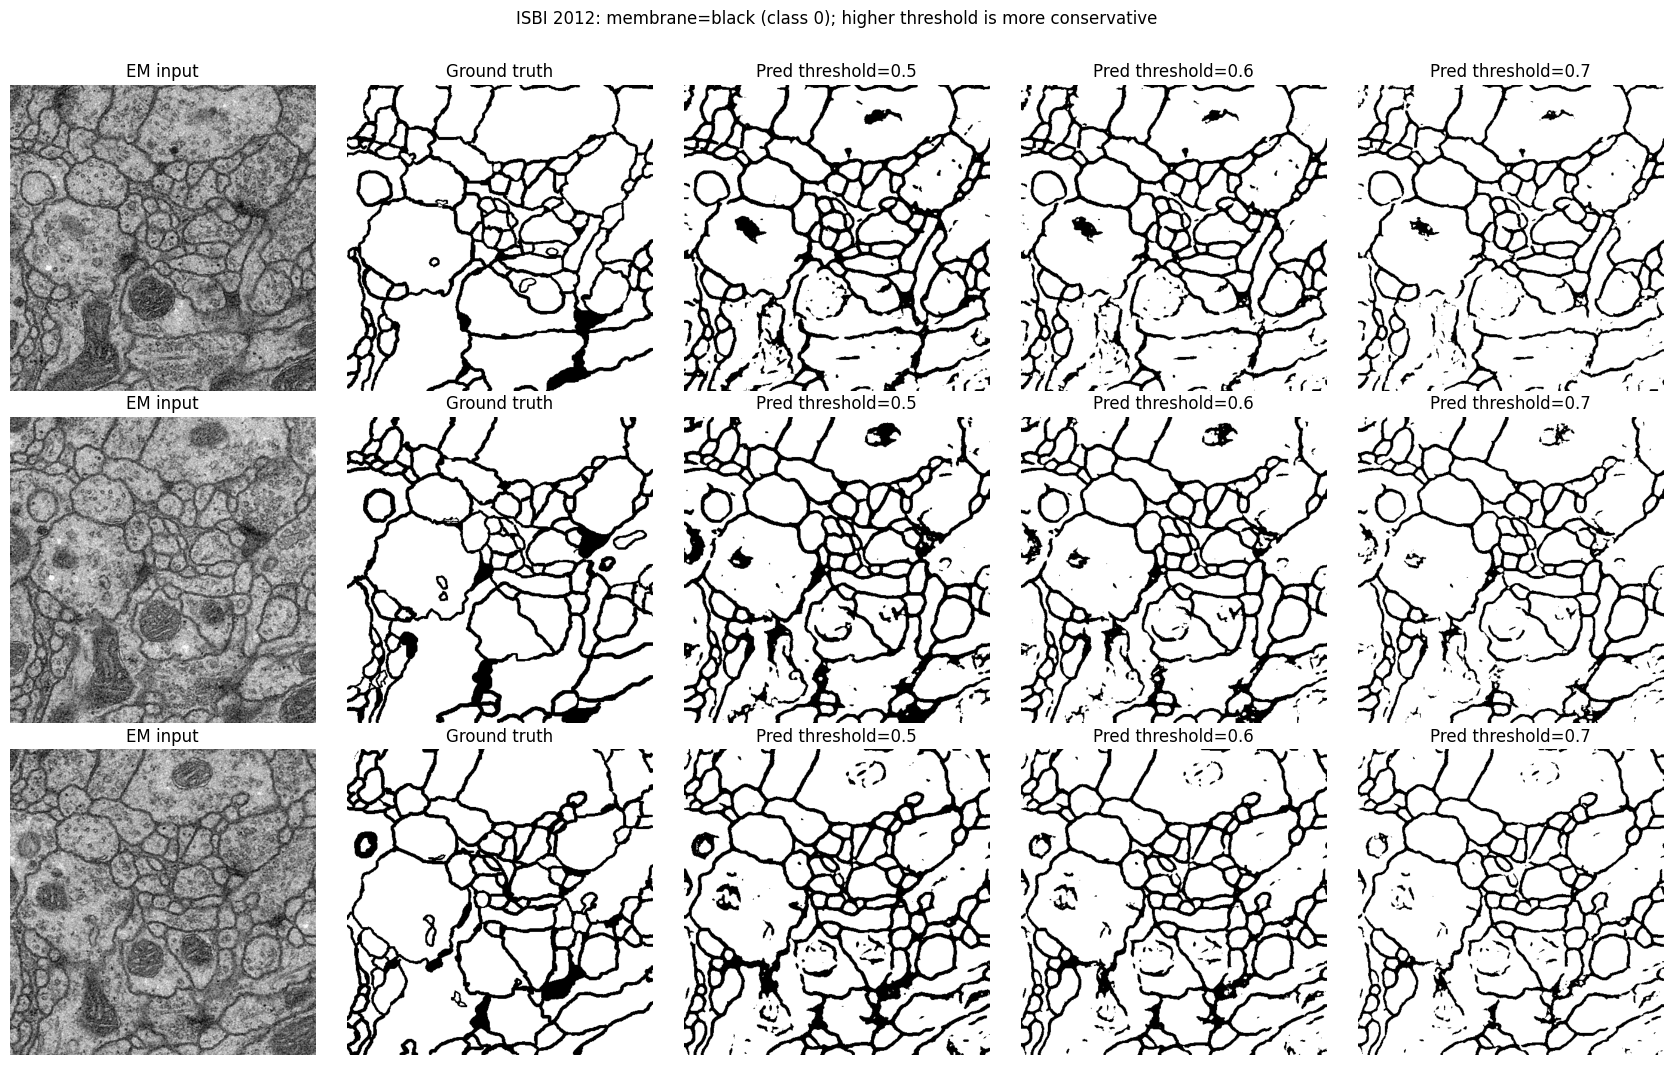 ISBI 2012: membrane=black (class 0); higher threshold is more conservative
EM input
Ground truth
Pred threshold=0.5
Pred threshold=0.6
Pred threshold=0.7
EM input
Ground truth
Pred threshold=0.5
Pred threshold=0.6
Pred threshold=0.7
EM input
Ground truth
Pred threshold=0.5
Pred threshold=0.6
Pred threshold=0.7